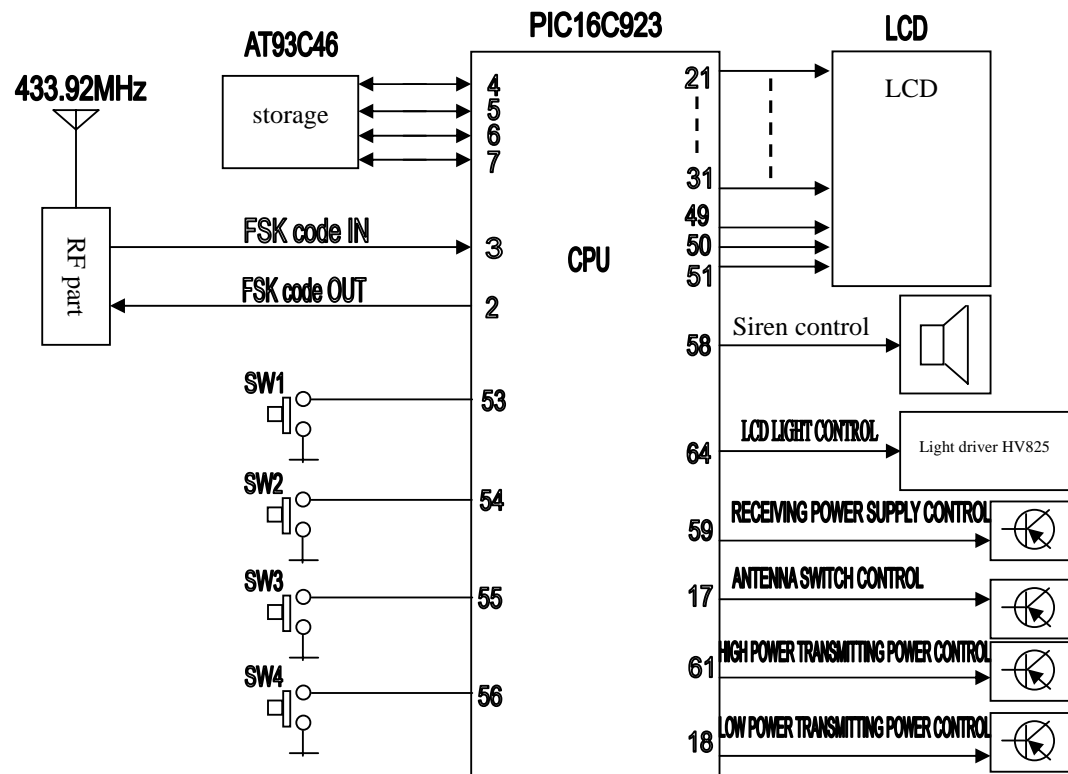 PIC16C923
AT93C46
LCD
433.92MHz
storage
4
5
6
7
21
31
49
50
51
LCD
RF part
FSK code IN
3
FSK code OUT
2
CPU
58
Siren control
SW1
53
64
LCD LIGHT CONTROL
Light driver HV825
SW2
54
59
RECEIVING POWER SUPPLY CONTROL
SW3
55
17
ANTENNA SWITCH CONTROL
61
HIGH POWER TRANSMITTING POWER CONTROL
SW4
56
18
LOW POWER TRANSMITTING POWER CONTROL